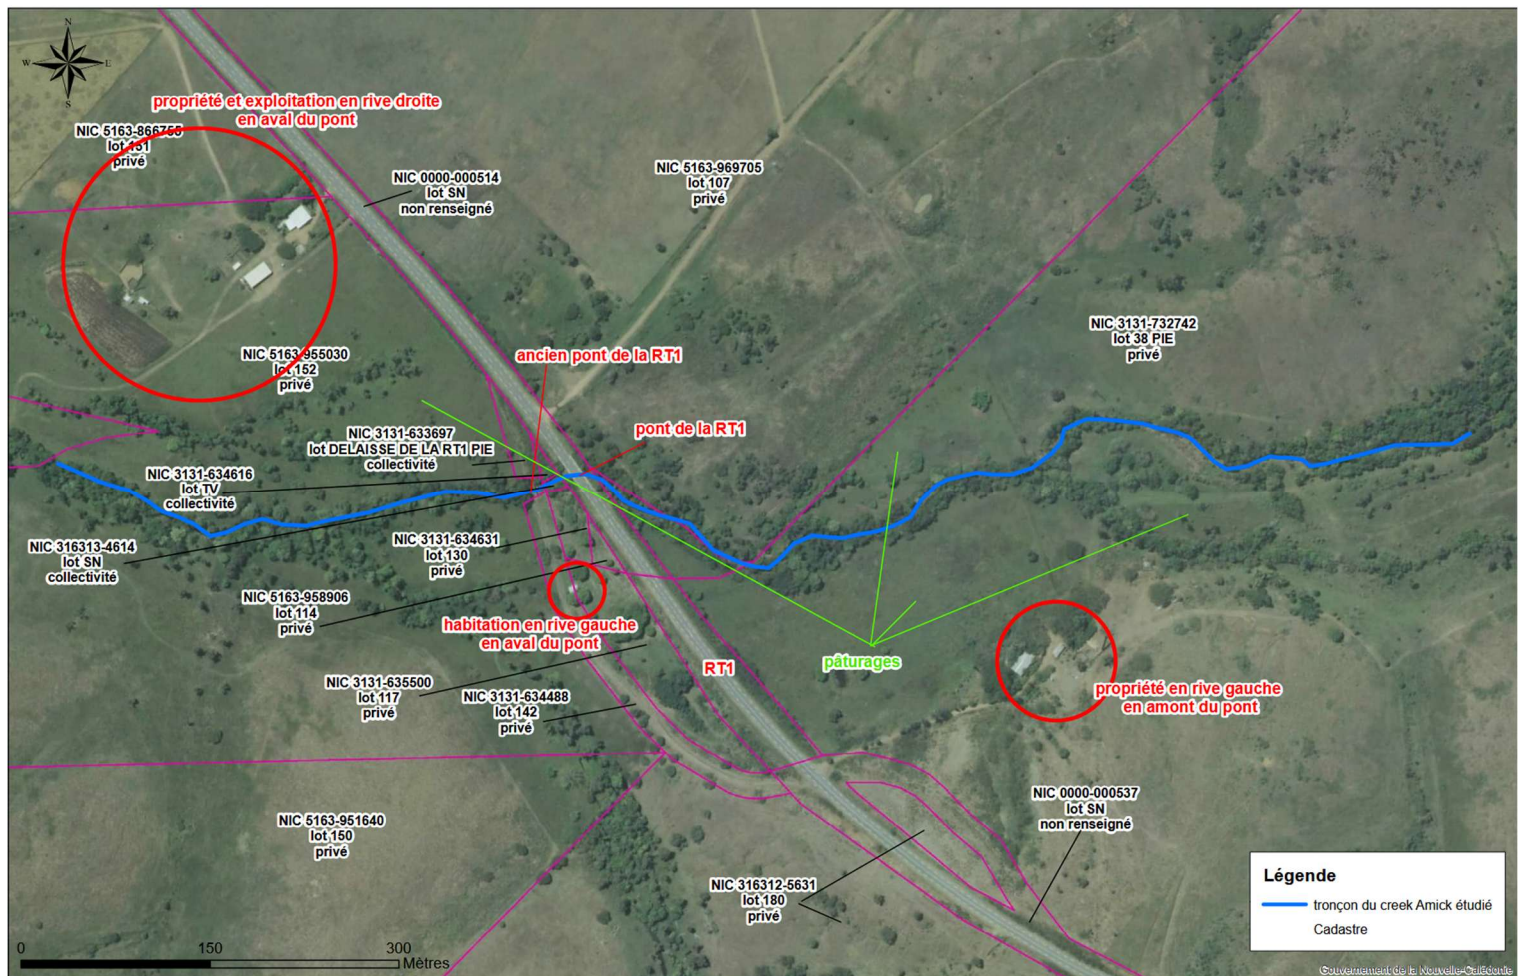 N
W
E
S
propriété et exploitation en rive droite
en aval du pont
NIC 5163-866755
lot 151
privé
NIC 0000-000514
lot SN
non renseigné
NIC 5163-969705
lot 107
privé
NIC 3131-732742
lot 38 PIE
privé
NIC 5163-955030
lot 152
privé
ancien pont de la RT1
pont de la RT1
NIC 3131-633697
lot DELAISSE DE LA RT1 PIE
collectivité
NIC 3131-634616
lot TV
collectivité
NIC 316313-4614
lot SN
collectivité
NIC 3131-634631
lot 130
privé
NIC 5163-958906
lot 114
privé
habitation en rive gauche
en aval du pont
RT1
pâturages
propriété en rive gauche
en amont du pont
NIC 3131-635500
lot 117
privé
NIC 3131-634488
lot 142
privé
NIC 5163-951640
lot 150
privé
NIC 0000-000537
lot SN
non renseigné
NIC 316312-5631
lot 180
privé
Légende
tronçon du creek Amick étudié
Cadastre
0 150 300
Mètres
Gouvernement de la Nouvelle-Calédonie